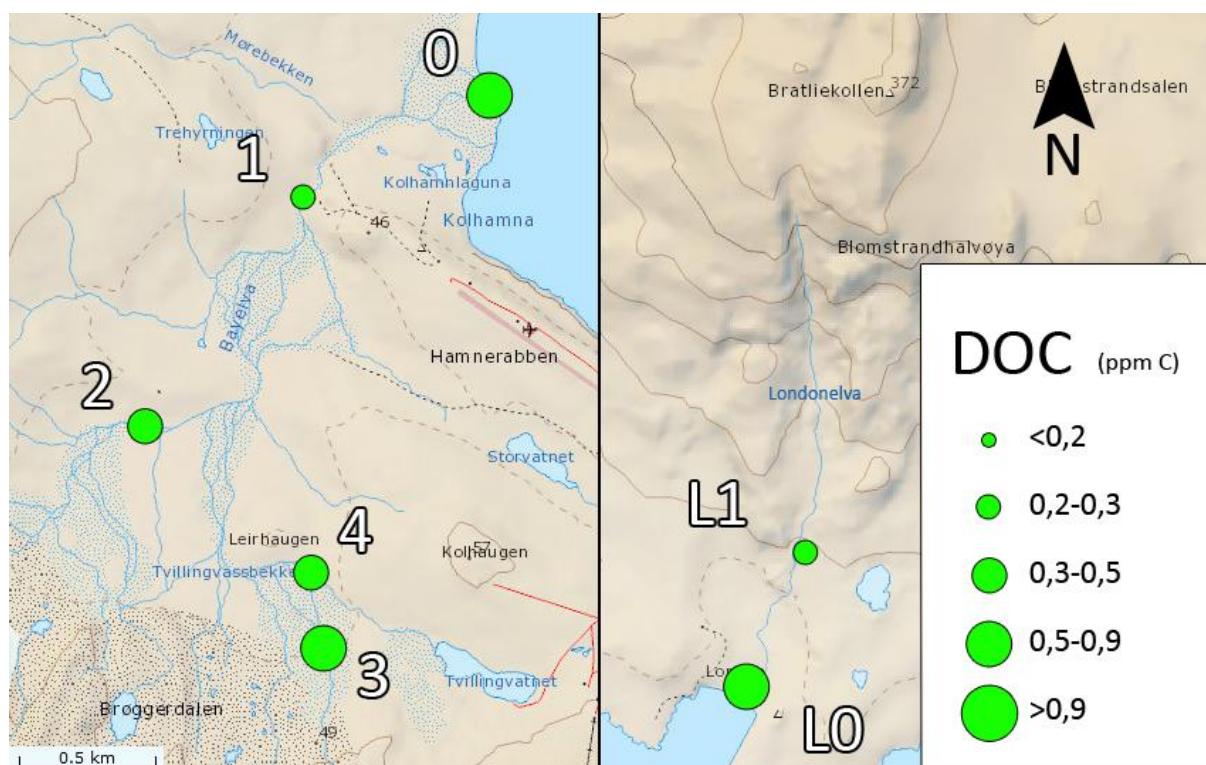 Mørebekken
0
Trehyrningen
1
Kolhamnlaguna
Kolhamna
46
Bayelva
Hamnerabben
2
Storvatnet
4
Leirhaugen
57
Kolhaugen
Tvillingvassbekke
3
Tvillingvatnet
Brøggerdalen
49
0.5 km
Bratliekollen
372
N
Blomstrandhalvøya
Londonelva
L1
L0
DOC (ppm C)
<0,2
0,2-0,3
0,3-0,5
0,5-0,9
>0,9